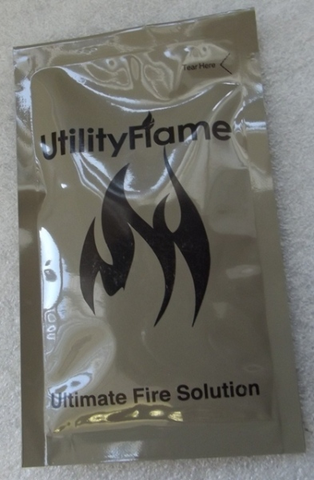 Tear Here
UtilityFlame
Ultimate Fire Solution